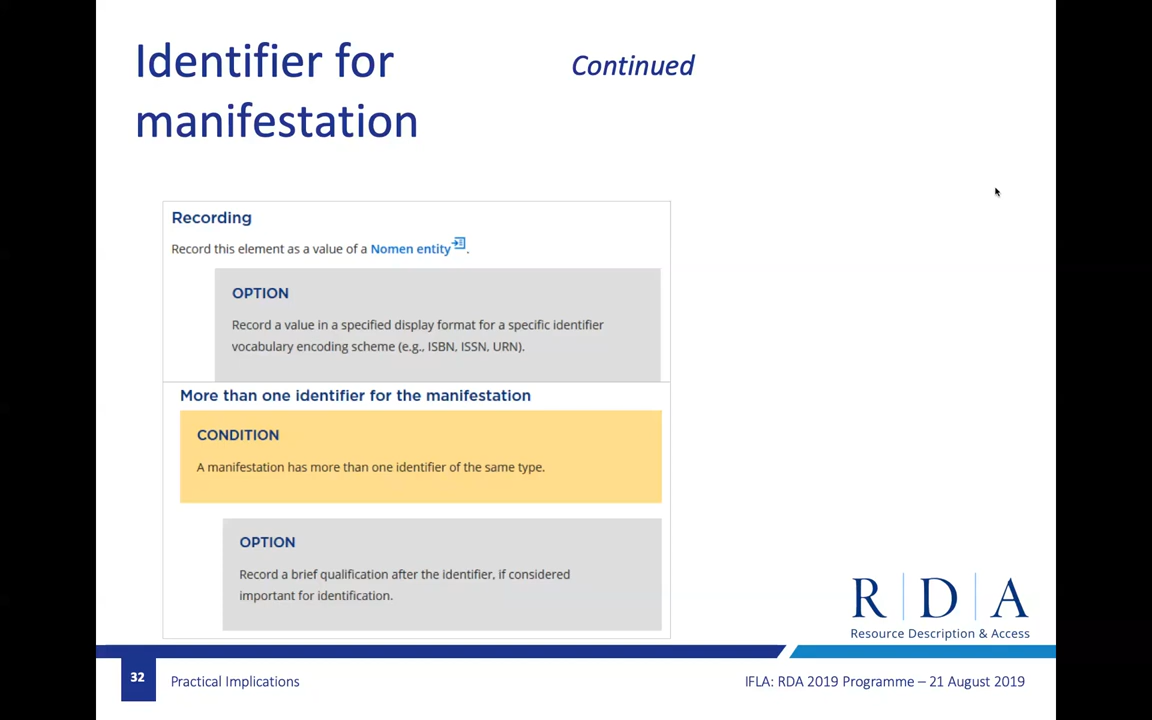 Identifier for
manifestation
Continued
Recording
Record this element as a value of a Nomen entity.
OPTION
Record a value in a specified display format for a specific identifier
vocabulary encoding scheme (e.g., ISBN, ISSN, URN).
More than one identifier for the manifestation
CONDITION
A manifestation has more than one identifier of the same type.
OPTION
Record a brief qualification after the identifier, if considered
important for identification.
R D A
Resource Description & Access
32
Practical Implications
IFLA: RDA 2019 Programme – 21 August 2019